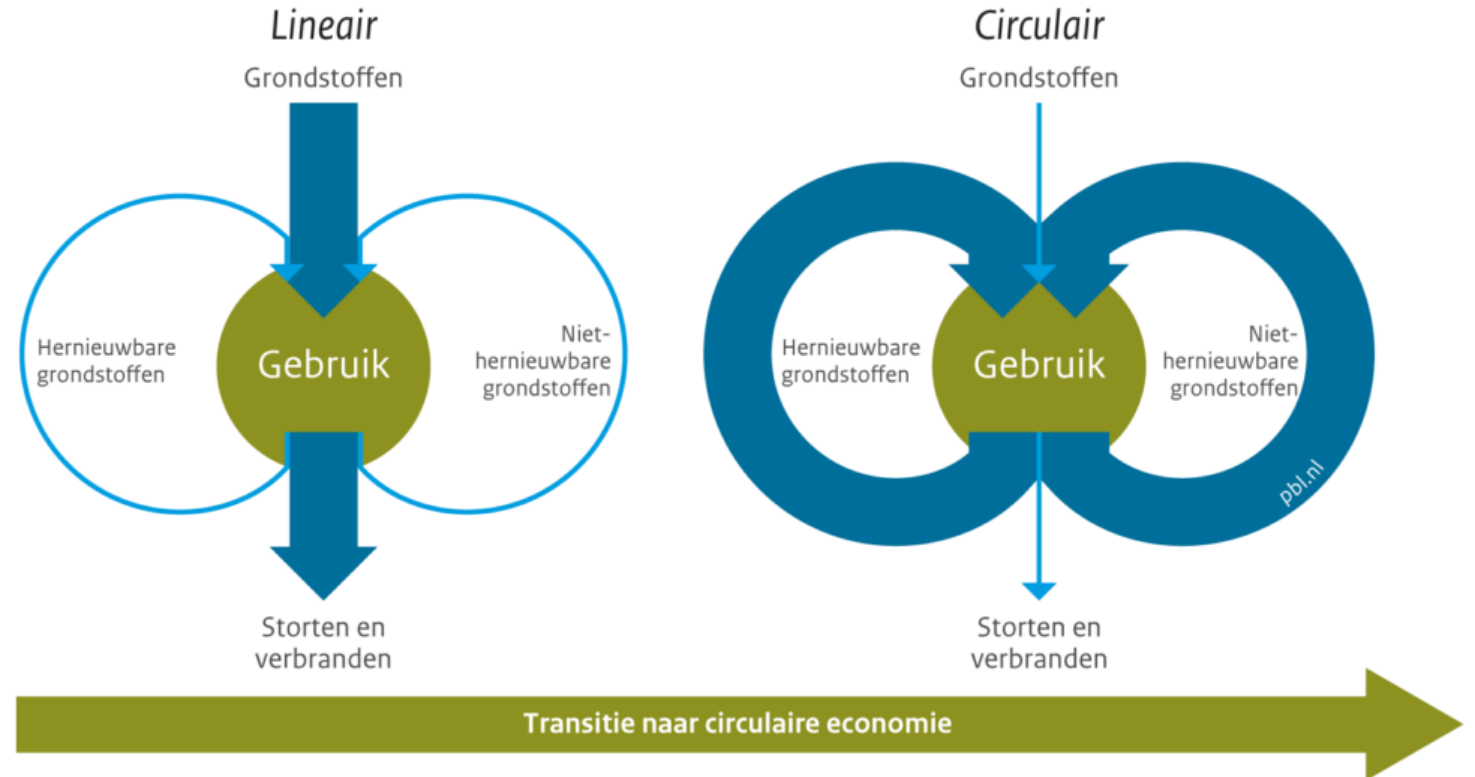 Lineair
Grondstoffen
Hernieuwbare
grondstoffen
Gebruik
Niet-
hernieuwbare
grondstoffen
Storten en
verbranden
Circulair
Grondstoffen
Hernieuwbare
grondstoffen
Gebruik
Niet-
hernieuwbare
grondstoffen
pbl.nl
Storten en
verbranden
Transitie naar circulaire economie